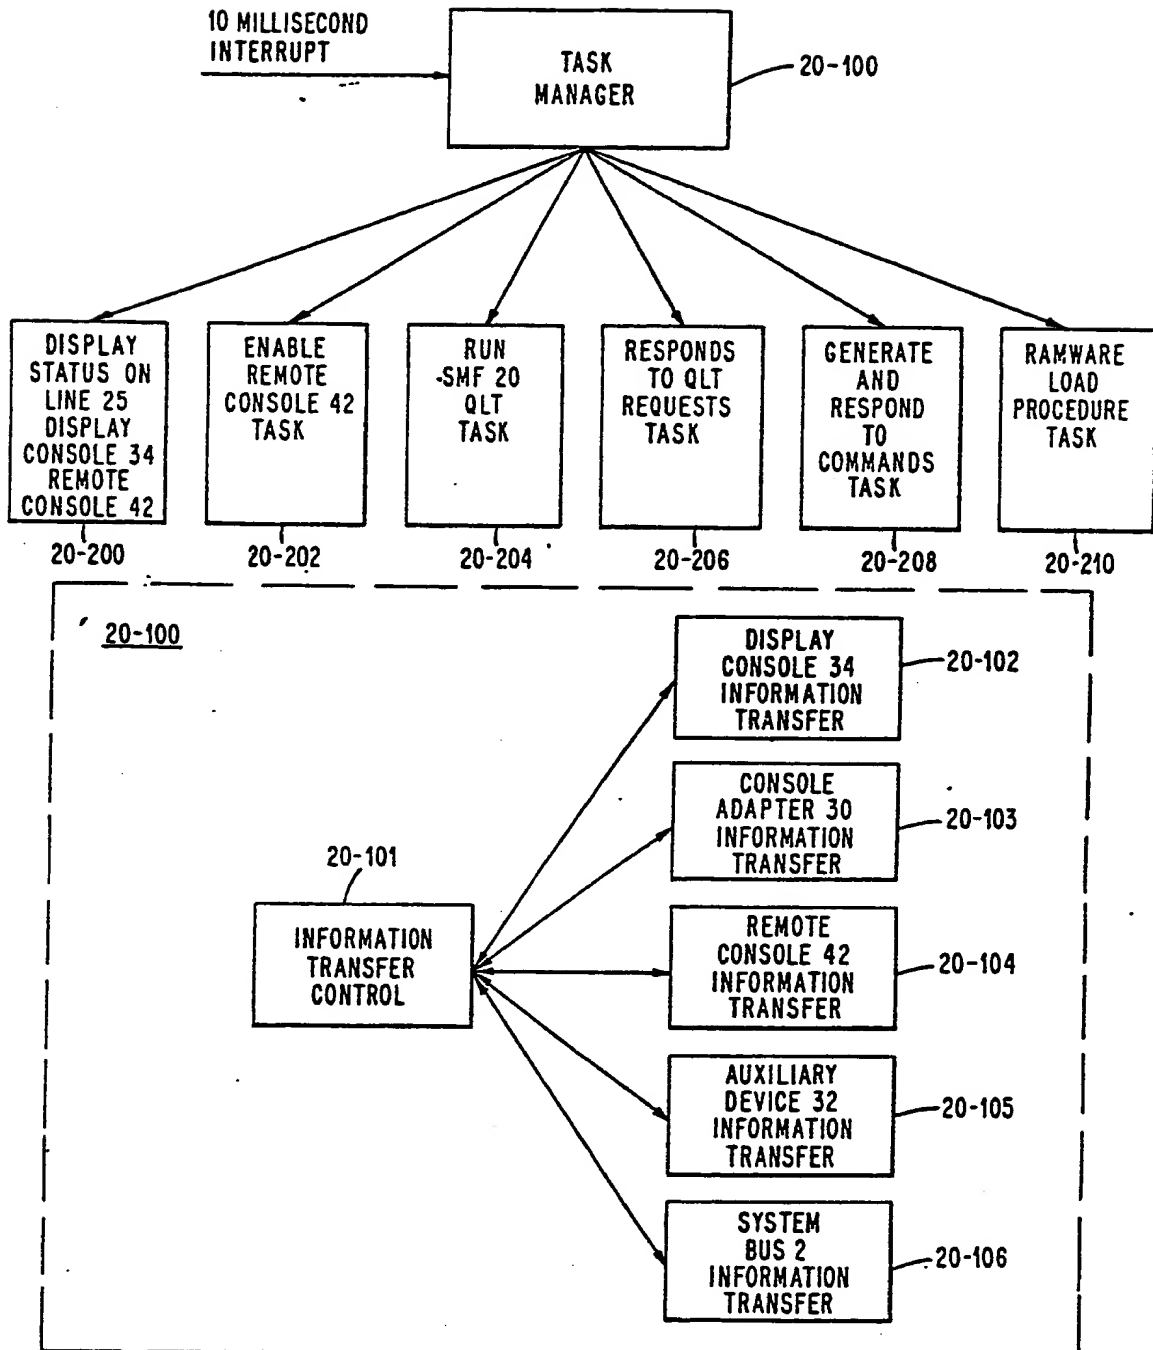 10 MILLISECOND
INTERRUPT
TASK
MANAGER
20-100
DISPLAY
STATUS ON
LINE 25
DISPLAY
CONSOLE 34
REMOTE
CONSOLE 42
20-200
ENABLE
REMOTE
CONSOLE 42
TASK
20-202
RUN
SMF 20
QLT
TASK
20-204
RESPONDS
TO QLT
REQUESTS
TASK
20-206
GENERATE
AND
RESPOND
TO
COMMANDS
TASK
20-208
RAMWARE
LOAD
PROCEDURE
TASK
20-210
20-100
20-101
INFORMATION
TRANSFER
CONTROL
DISPLAY
CONSOLE 34
INFORMATION
TRANSFER
20-102
CONSOLE
ADAPTER 30
INFORMATION
TRANSFER
20-103
REMOTE
CONSOLE 42
INFORMATION
TRANSFER
20-104
AUXILIARY
DEVICE 32
INFORMATION
TRANSFER
20-105
SYSTEM
BUS 2
INFORMATION
TRANSFER
20-106